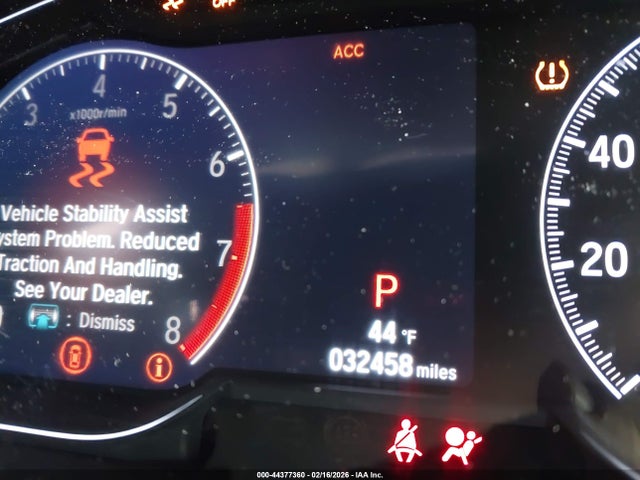 OFF
ACC
3
4
5
x1000r/min
6
7
8
Vehicle Stability Assist
ystem Problem. Reduced
Traction And Handling.
See Your Dealer.
: Dismiss
i
P
44 °F
032458 miles
40
20
000-44377360 - 02/16/2026 - IAA Inc.